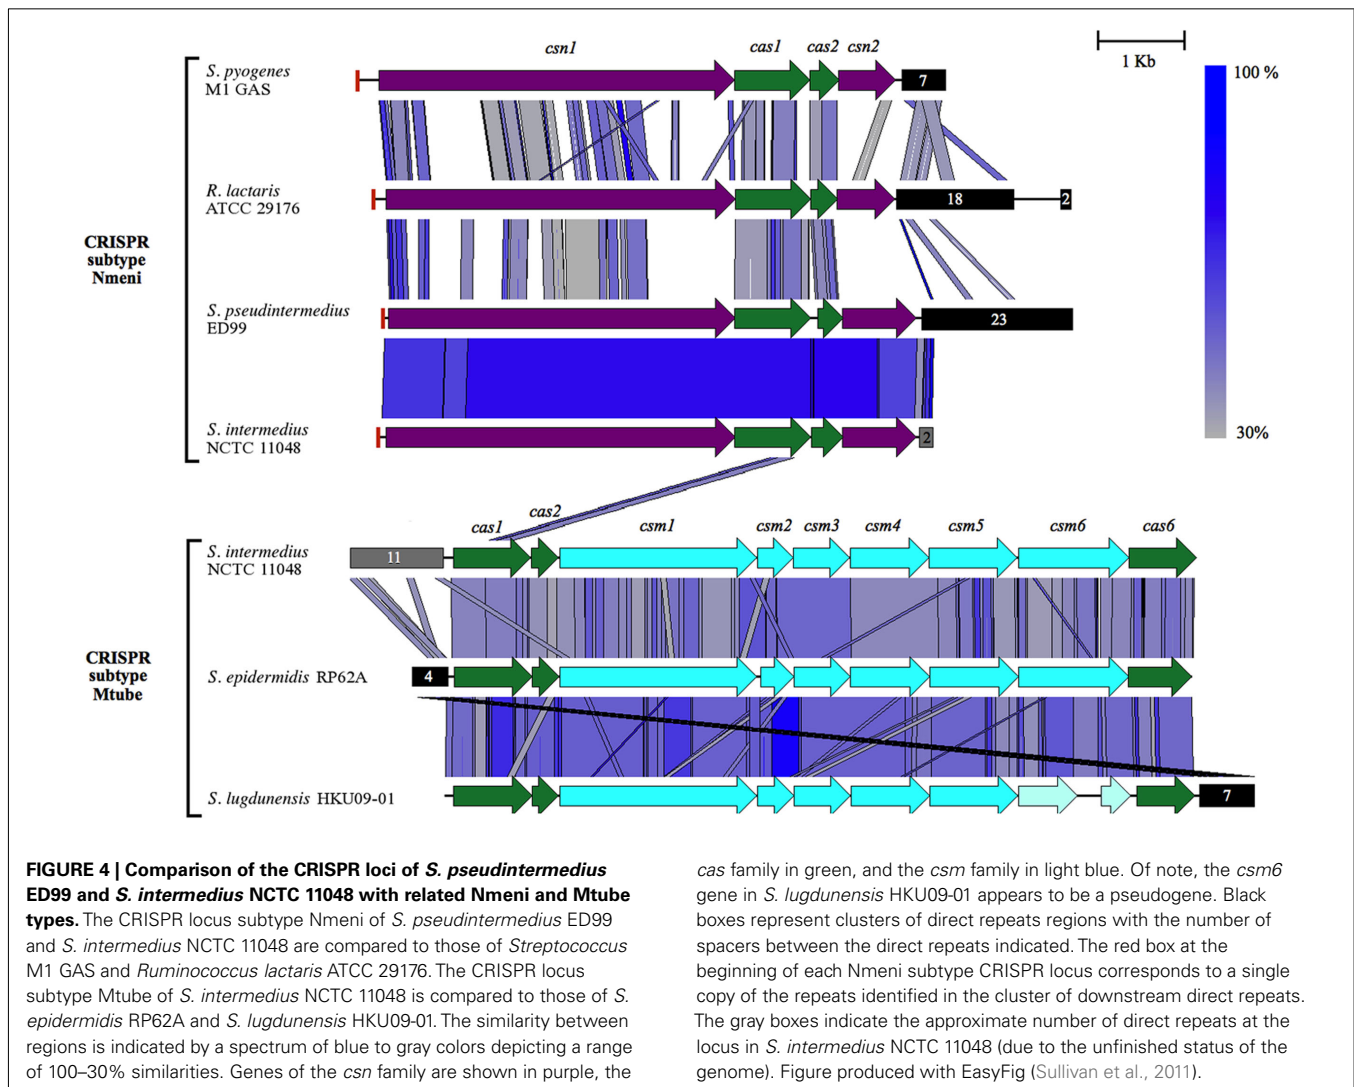 csn1 cas1 cas2 csn2
1 Kb
100 %
30%
S. pyogenes
M1 GAS
7
R. lactaris
ATCC 29176
18
2
CRISPR
subtype
Nmeni
S. pseudintermedius
ED99
23
S. intermedius
NCTC 11048
2
cas1 cas2 csm1 csm2 csm3 csm4 csm5 csm6 cas6
S. intermedius
NCTC 11048
11
CRISPR
subtype
Mtube
S. epidermidis RP62A
4
S. lugdunensis HKU09-01
7
FIGURE 4 | Comparison of the CRISPR loci of S. pseudintermedius
ED99 and S. intermedius NCTC 11048 with related Nmeni and Mtube
types. The CRISPR locus subtype Nmeni of S. pseudintermedius ED99
and S. intermedius NCTC 11048 are compared to those of Streptococcus
M1 GAS and Ruminococcus lactaris ATCC 29176. The CRISPR locus
subtype Mtube of S. intermedius NCTC 11048 is compared to those of S.
epidermidis RP62A and S. lugdunensis HKU09-01. The similarity between
regions is indicated by a spectrum of blue to gray colors depicting a range
of 100–30% similarities. Genes of the csn family are shown in purple, the
cas family in green, and the csm family in light blue. Of note, the csm6
gene in S. lugdunensis HKU09-01 appears to be a pseudogene. Black
boxes represent clusters of direct repeats regions with the number of
spacers between the direct repeats indicated. The red box at the
beginning of each Nmeni subtype CRISPR locus corresponds to a single
copy of the repeats identified in the cluster of downstream direct repeats.
The gray boxes indicate the approximate number of direct repeats at the
locus in S. intermedius NCTC 11048 (due to the unfinished status of the
genome). Figure produced with EasyFig (Sullivan et al., 2011).